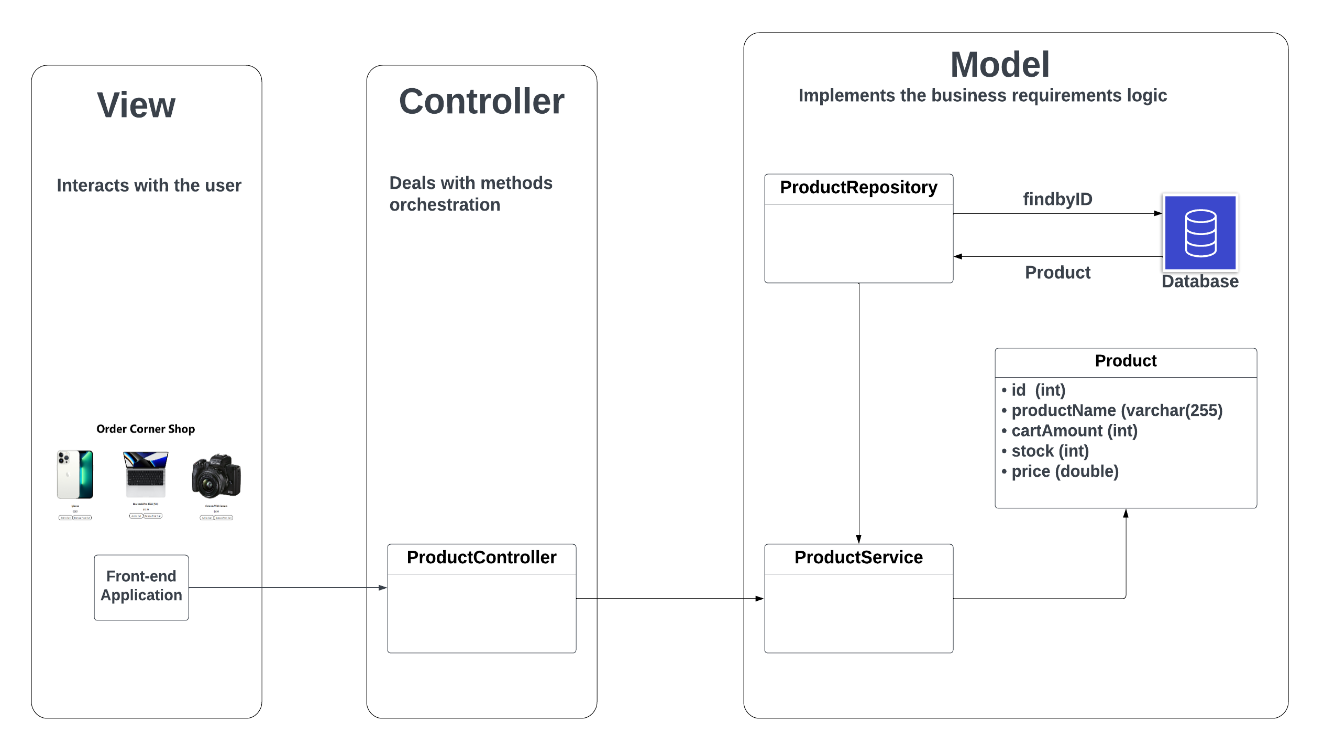 View
Interacts with the user
Order Corner Shop
Front-end
Application
Controller
Deals with methods
orchestration
ProductController
Model
Implements the business requirements logic
ProductRepository
findbyID
Product
Database
Product
• id  (int)
• productName (varchar(255)
• cartAmount (int)
• stock (int)
• price (double)
ProductService